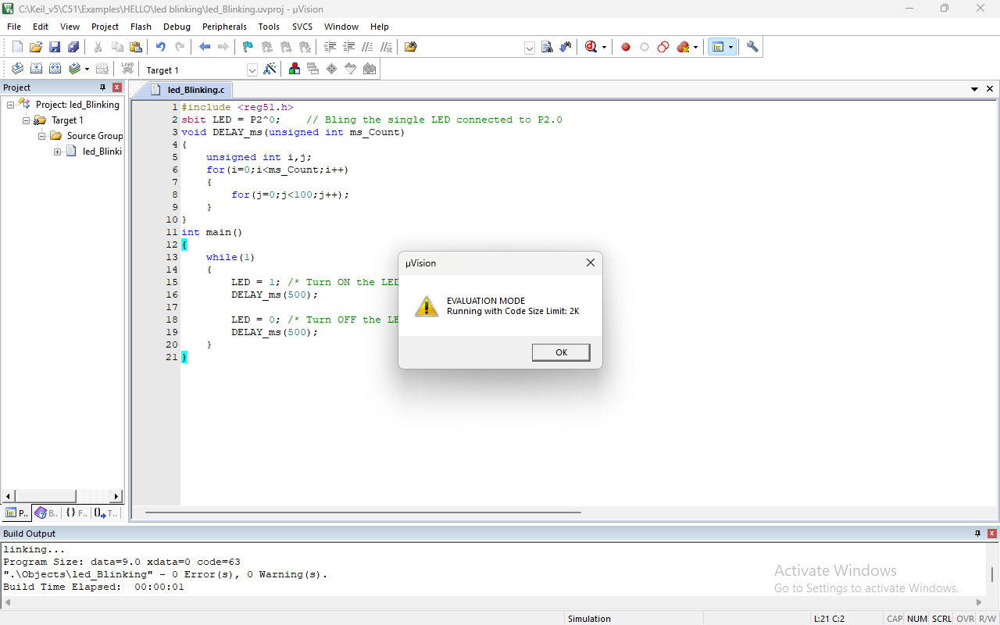 C:\Keil_v5\C51\Examples\HELLO\led blinking\led_Blinking.uvproj - µVision
File Edit View Project Flash Debug Peripherals Tools SVCS Window Help
LOAD Target 1
Project
led_Blinking.c
Project: led_Blinking
Target 1
Source Group
led_Blinki
1 #include <reg51.h>
2 sbit LED = P2^0; // Bling the single LED connected to P2.0
3 void DELAY_ms(unsigned int ms_Count)
4 {
5 unsigned int i,j;
6 for(i=0;i<ms_Count;i++)
7 {
8 for(j=0;j<100;j++);
9 }
10 }
11 int main()
12 {
13 while(1)
14 {
15 LED = 1; /* Turn ON the LED
16 DELAY_ms(500);
17
18 LED = 0; /* Turn OFF the LE
19 DELAY_ms(500);
20 }
21 }
µVision
EVALUATION MODE
Running with Code Size Limit: 2K
OK
P.. B.. {} F.. T..
Build Output
linking...
Program Size: data=9.0 xdata=0 code=63
".\Objects\led_Blinking" - 0 Error(s), 0 Warning(s).
Build Time Elapsed: 00:00:01
Activate Windows
Go to Settings to activate Windows.
Simulation L:21 C:2 CAP NUM SCRL OVR R/W